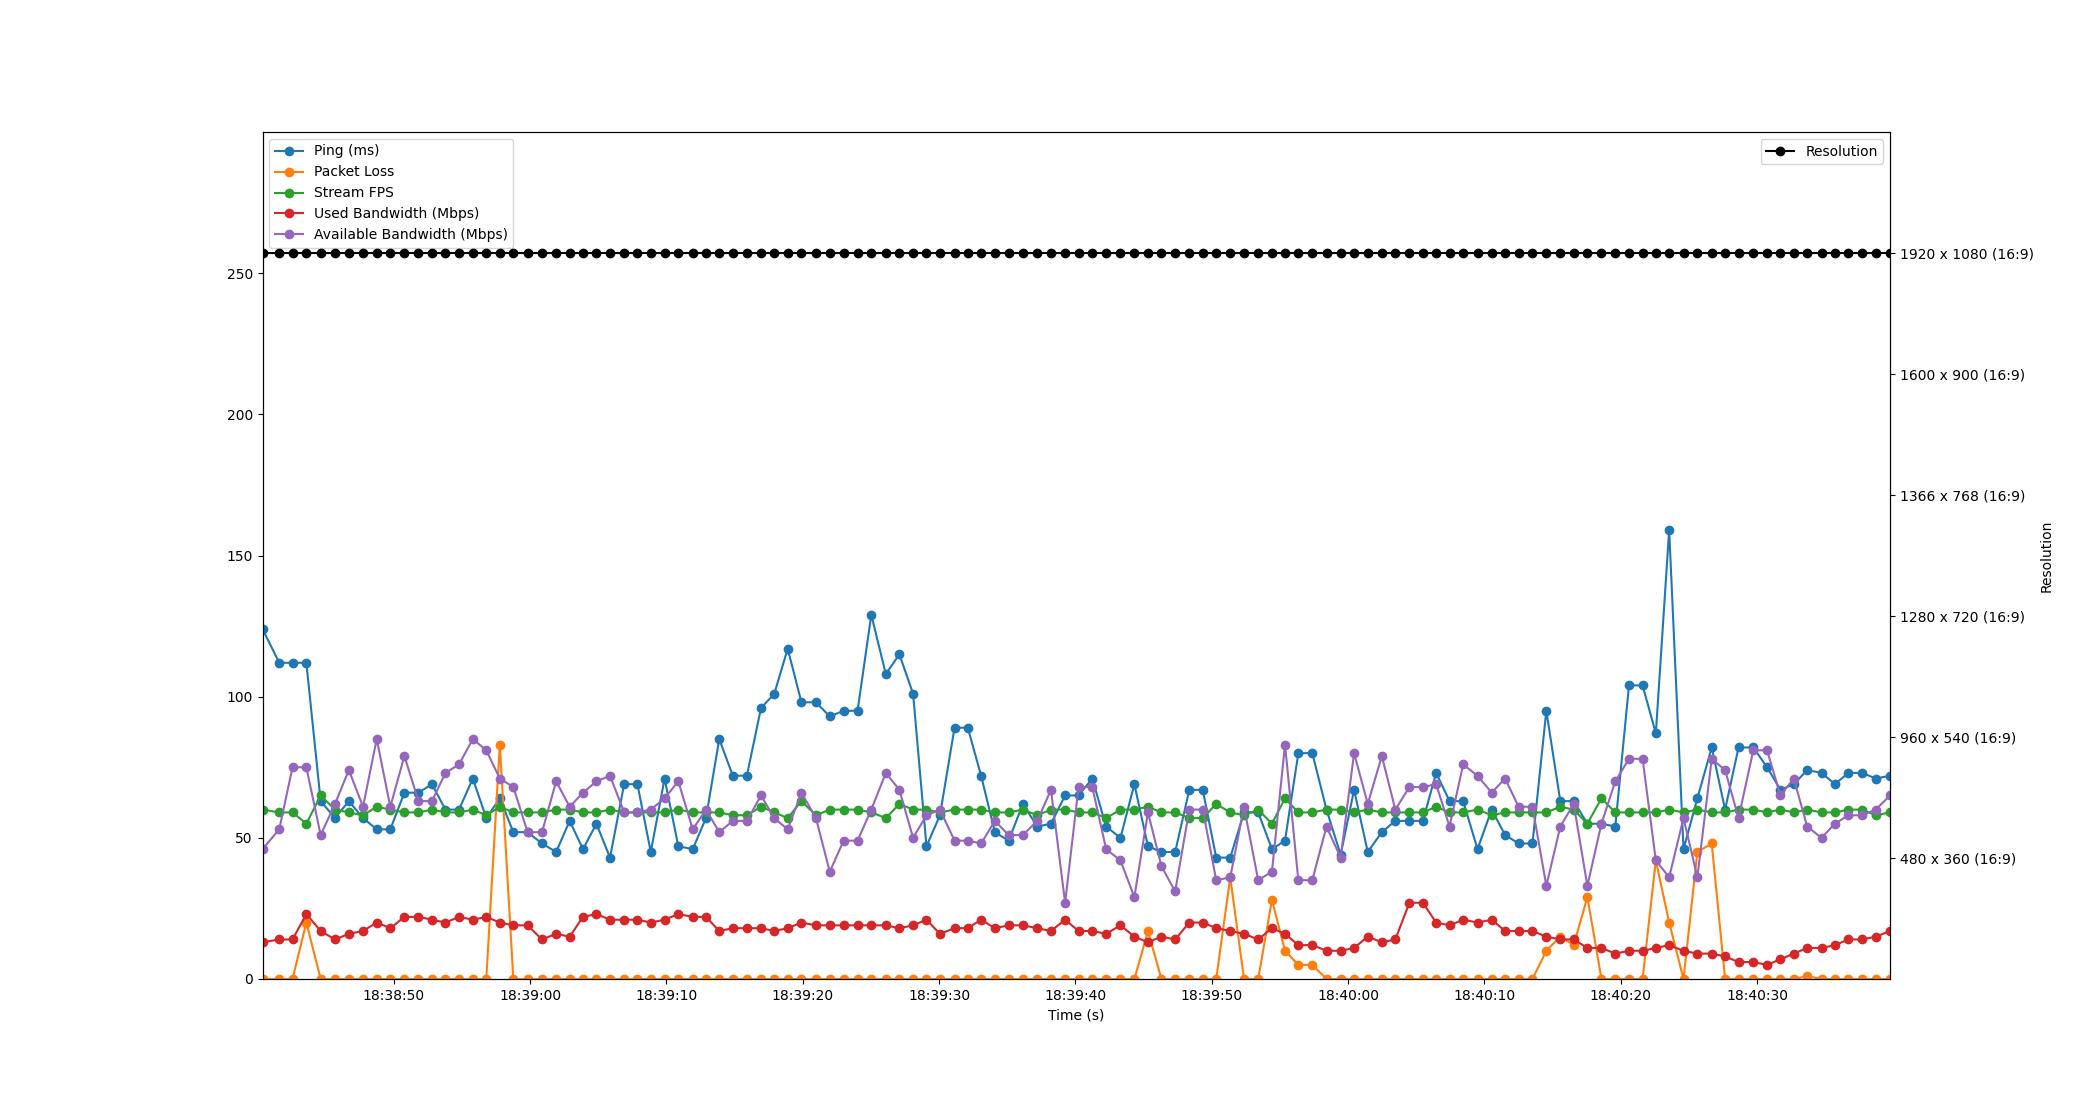 Ping (ms)
Packet Loss
Stream FPS
Used Bandwidth (Mbps)
Available Bandwidth (Mbps)
Resolution
250
200
150
100
50
0
1920 x 1080 (16:9)
1600 x 900 (16:9)
1366 x 768 (16:9)
1280 x 720 (16:9)
960 x 540 (16:9)
480 x 360 (16:9)
Resolution
18:38:50 18:39:00 18:39:10 18:39:20 18:39:30 18:39:40 18:39:50 18:40:00 18:40:10 18:40:20 18:40:30
Time (s)